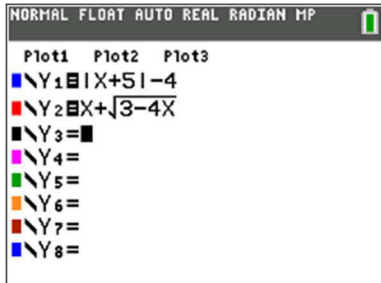 NORMAL FLOAT AUTO REAL RADIAN MP
Plot1 Plot2 Plot3
\Y₁=|X+5|-4
\Y₂=X+√(3-4X)
\Y₃=
\Y₄=
\Y₅=
\Y₆=
\Y₇=
\Y₈=